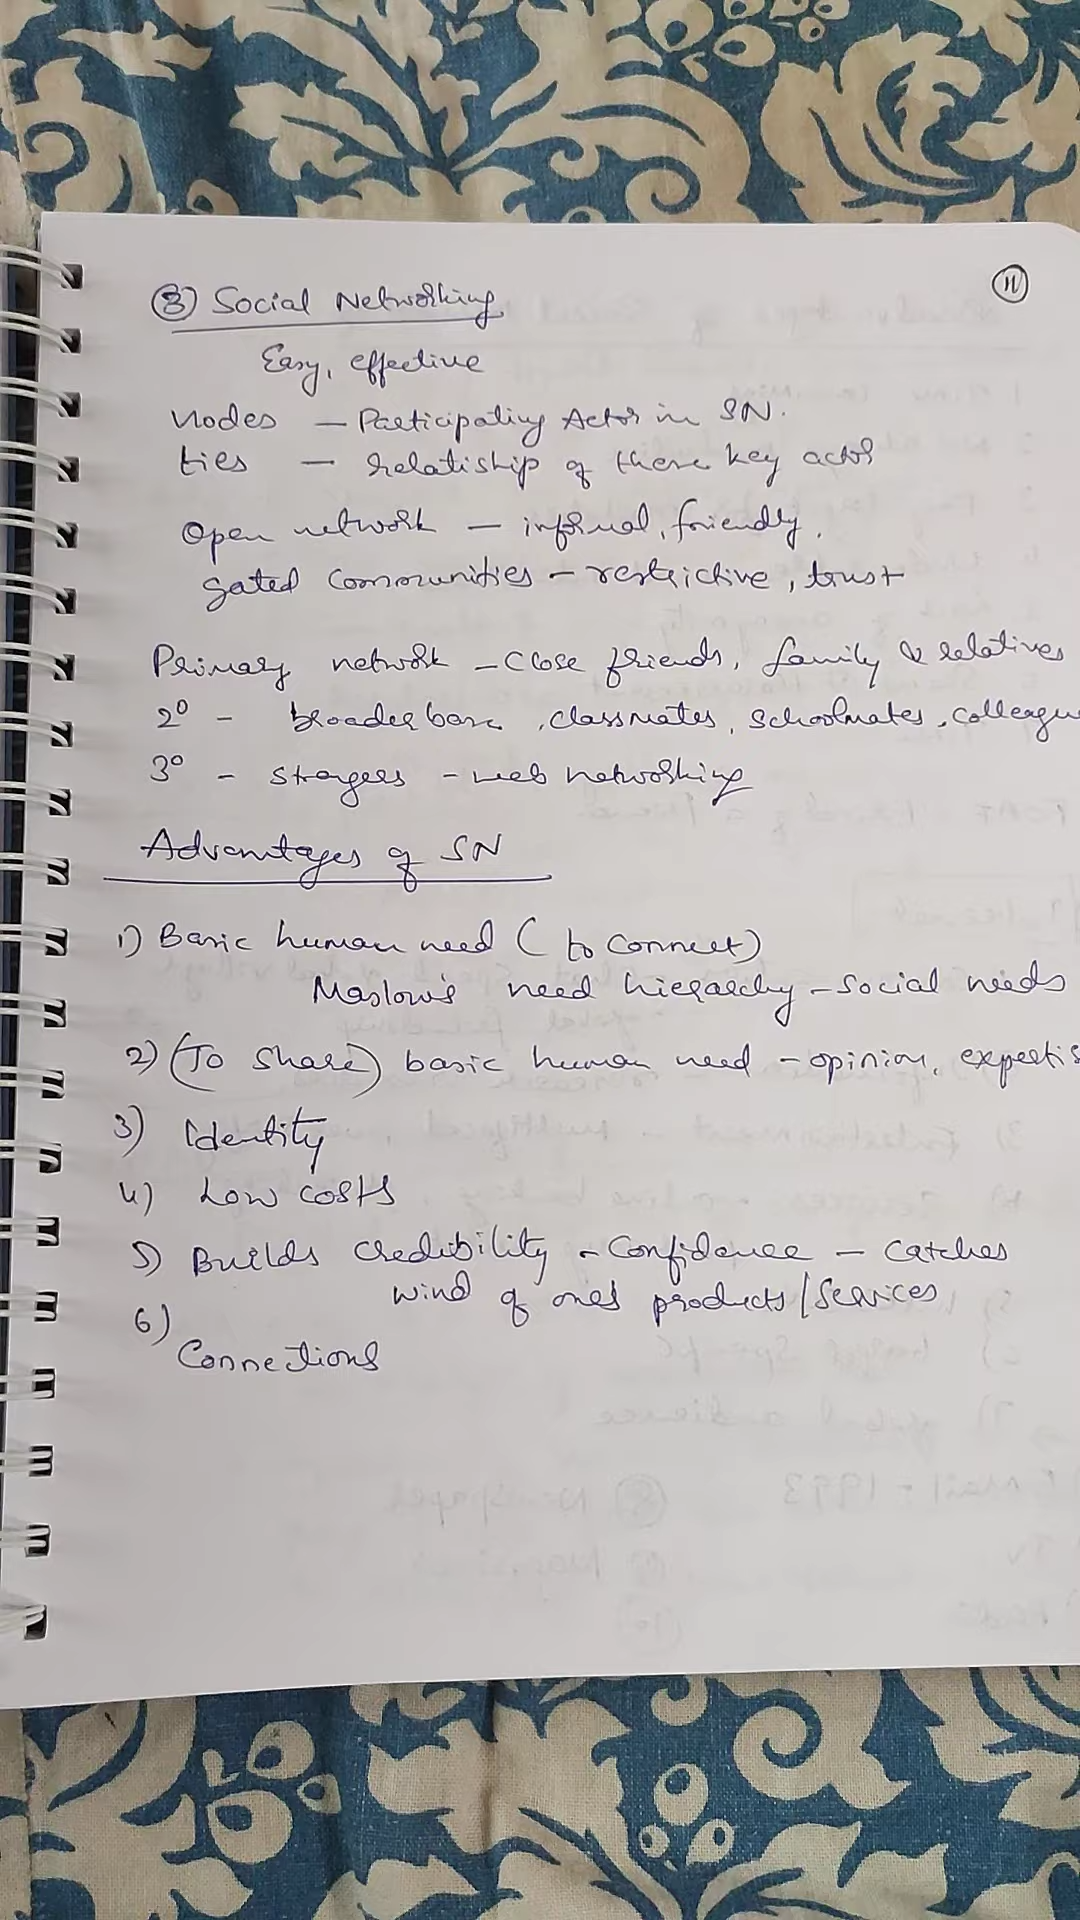 11
③ Social Networking
Easy, effective
nodes — Participating Actor in SN.
ties — relatiship of these key actor
Open network — informal, friendly.
gated communities — restrictive, trust
Primary network — close friends, family & relatives
2° - broader base, classmates, schoolmates, colleagu
3° - strangers - web networking
Advantages of SN
1) Basic human need (to connect)
Maslow's need hierarchy - social needs
2) (To share) basic human need - opinion, expertis
3) Identity
4) Low costs
5) Builds credibility - confidence — catches
wind of ones products/services
6)
Connections